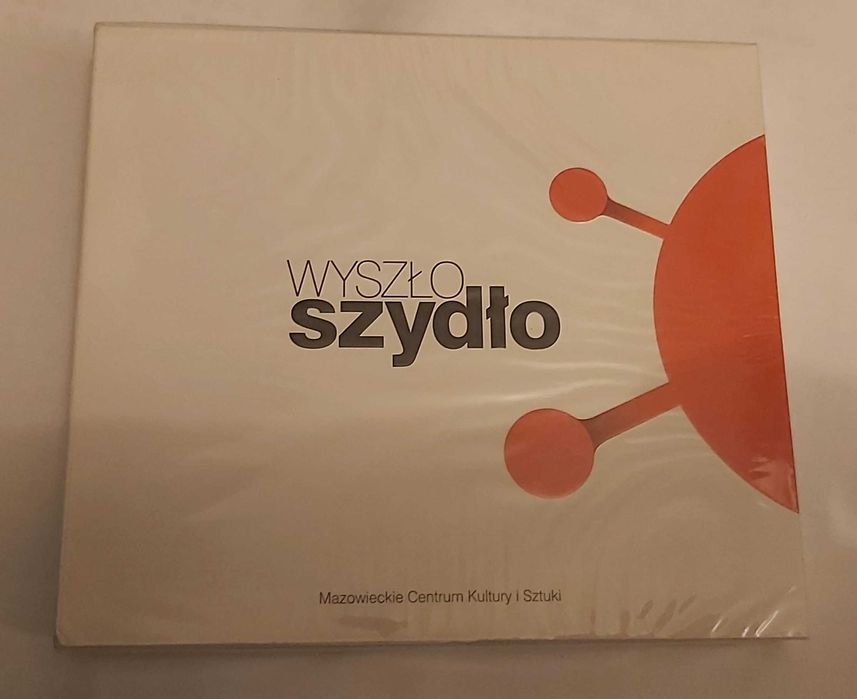 WYSZŁO
szydło
Mazowieckie Centrum Kultury i Sztuki